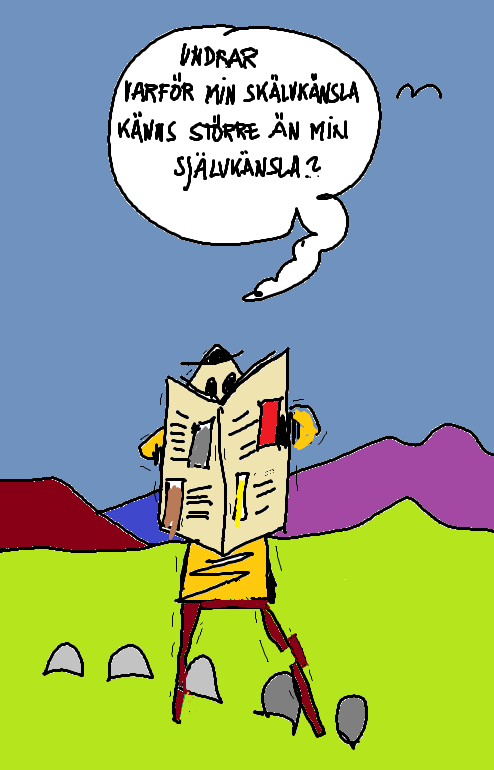 UNDRAR
VARFÖR MIN SKÄLVKÄNSLA
KÄNNS STÖRRE ÄN MIN
SJÄLVKÄNSLA?